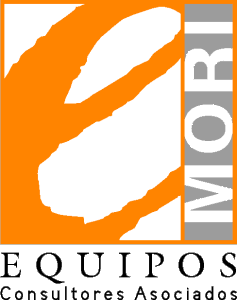 MORI
EQUIPOS
Consultores Asociados